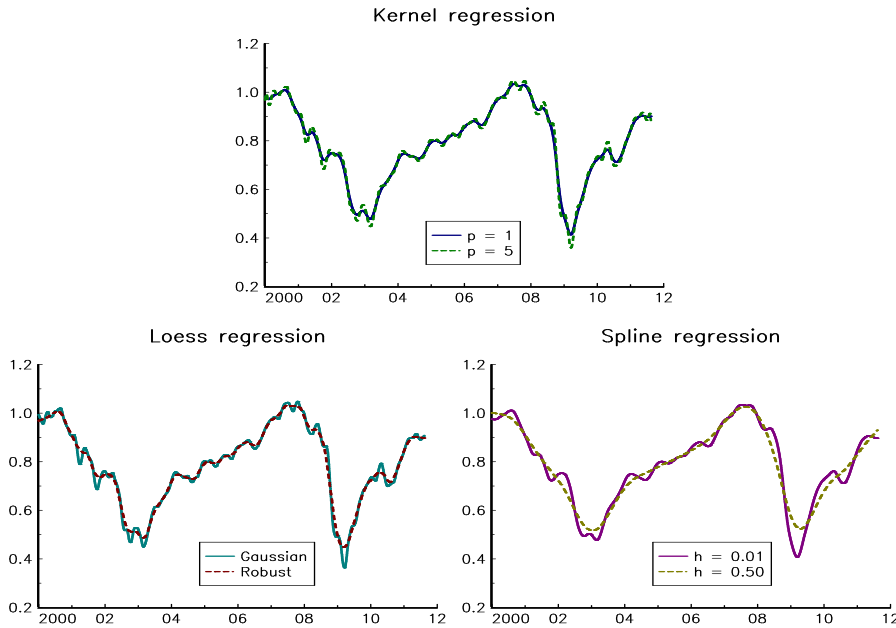 Kernel regression
1.2
1.0
0.8
0.6
0.4
0.2
p = 1
p = 5
2000 02 04 06 08 10 12
Loess regression
1.2
1.0
0.8
0.6
0.4
0.2
Gaussian
Robust
2000 02 04 06 08 10 12
Spline regression
1.2
1.0
0.8
0.6
0.4
0.2
h = 0.01
h = 0.50
2000 02 04 06 08 10 12